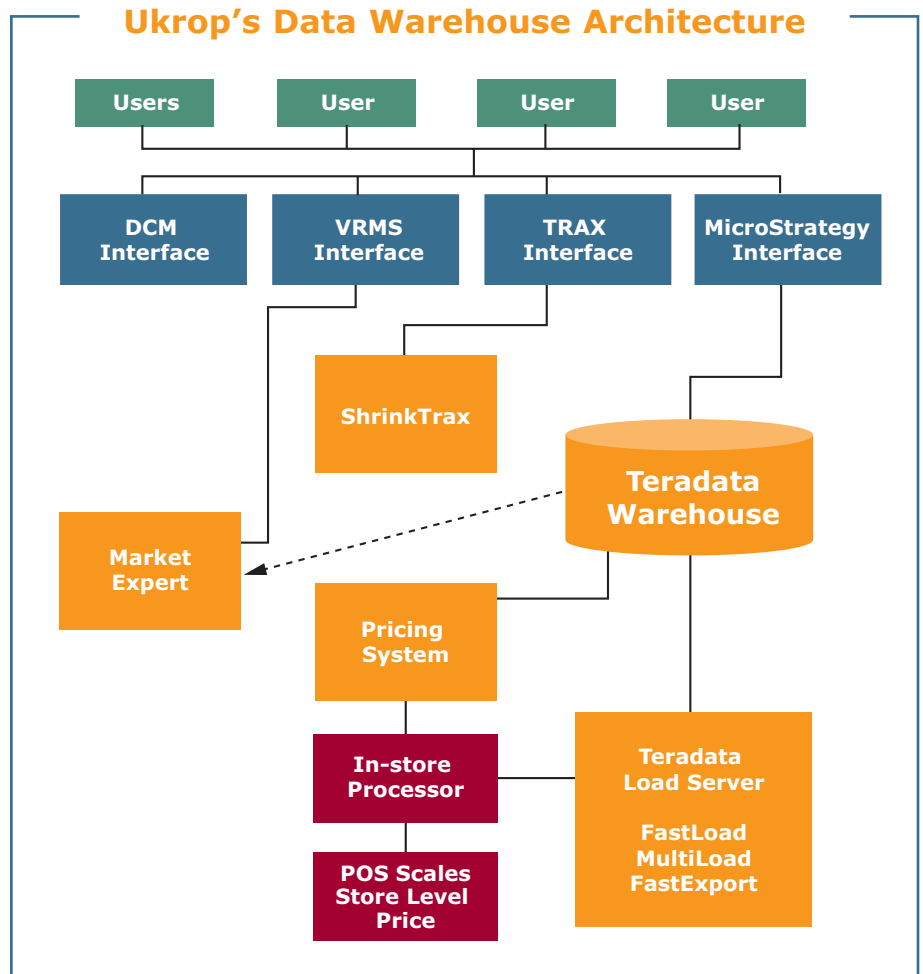 Ukrop's Data Warehouse Architecture
Users
User
User
User
DCM
Interface
VRMS
Interface
TRAX
Interface
MicroStrategy
Interface
ShrinkTrax
Teradata
Warehouse
Market
Expert
Pricing
System
In-store
Processor
Teradata
Load Server
FastLoad
MultiLoad
FastExport
POS Scales
Store Level
Price